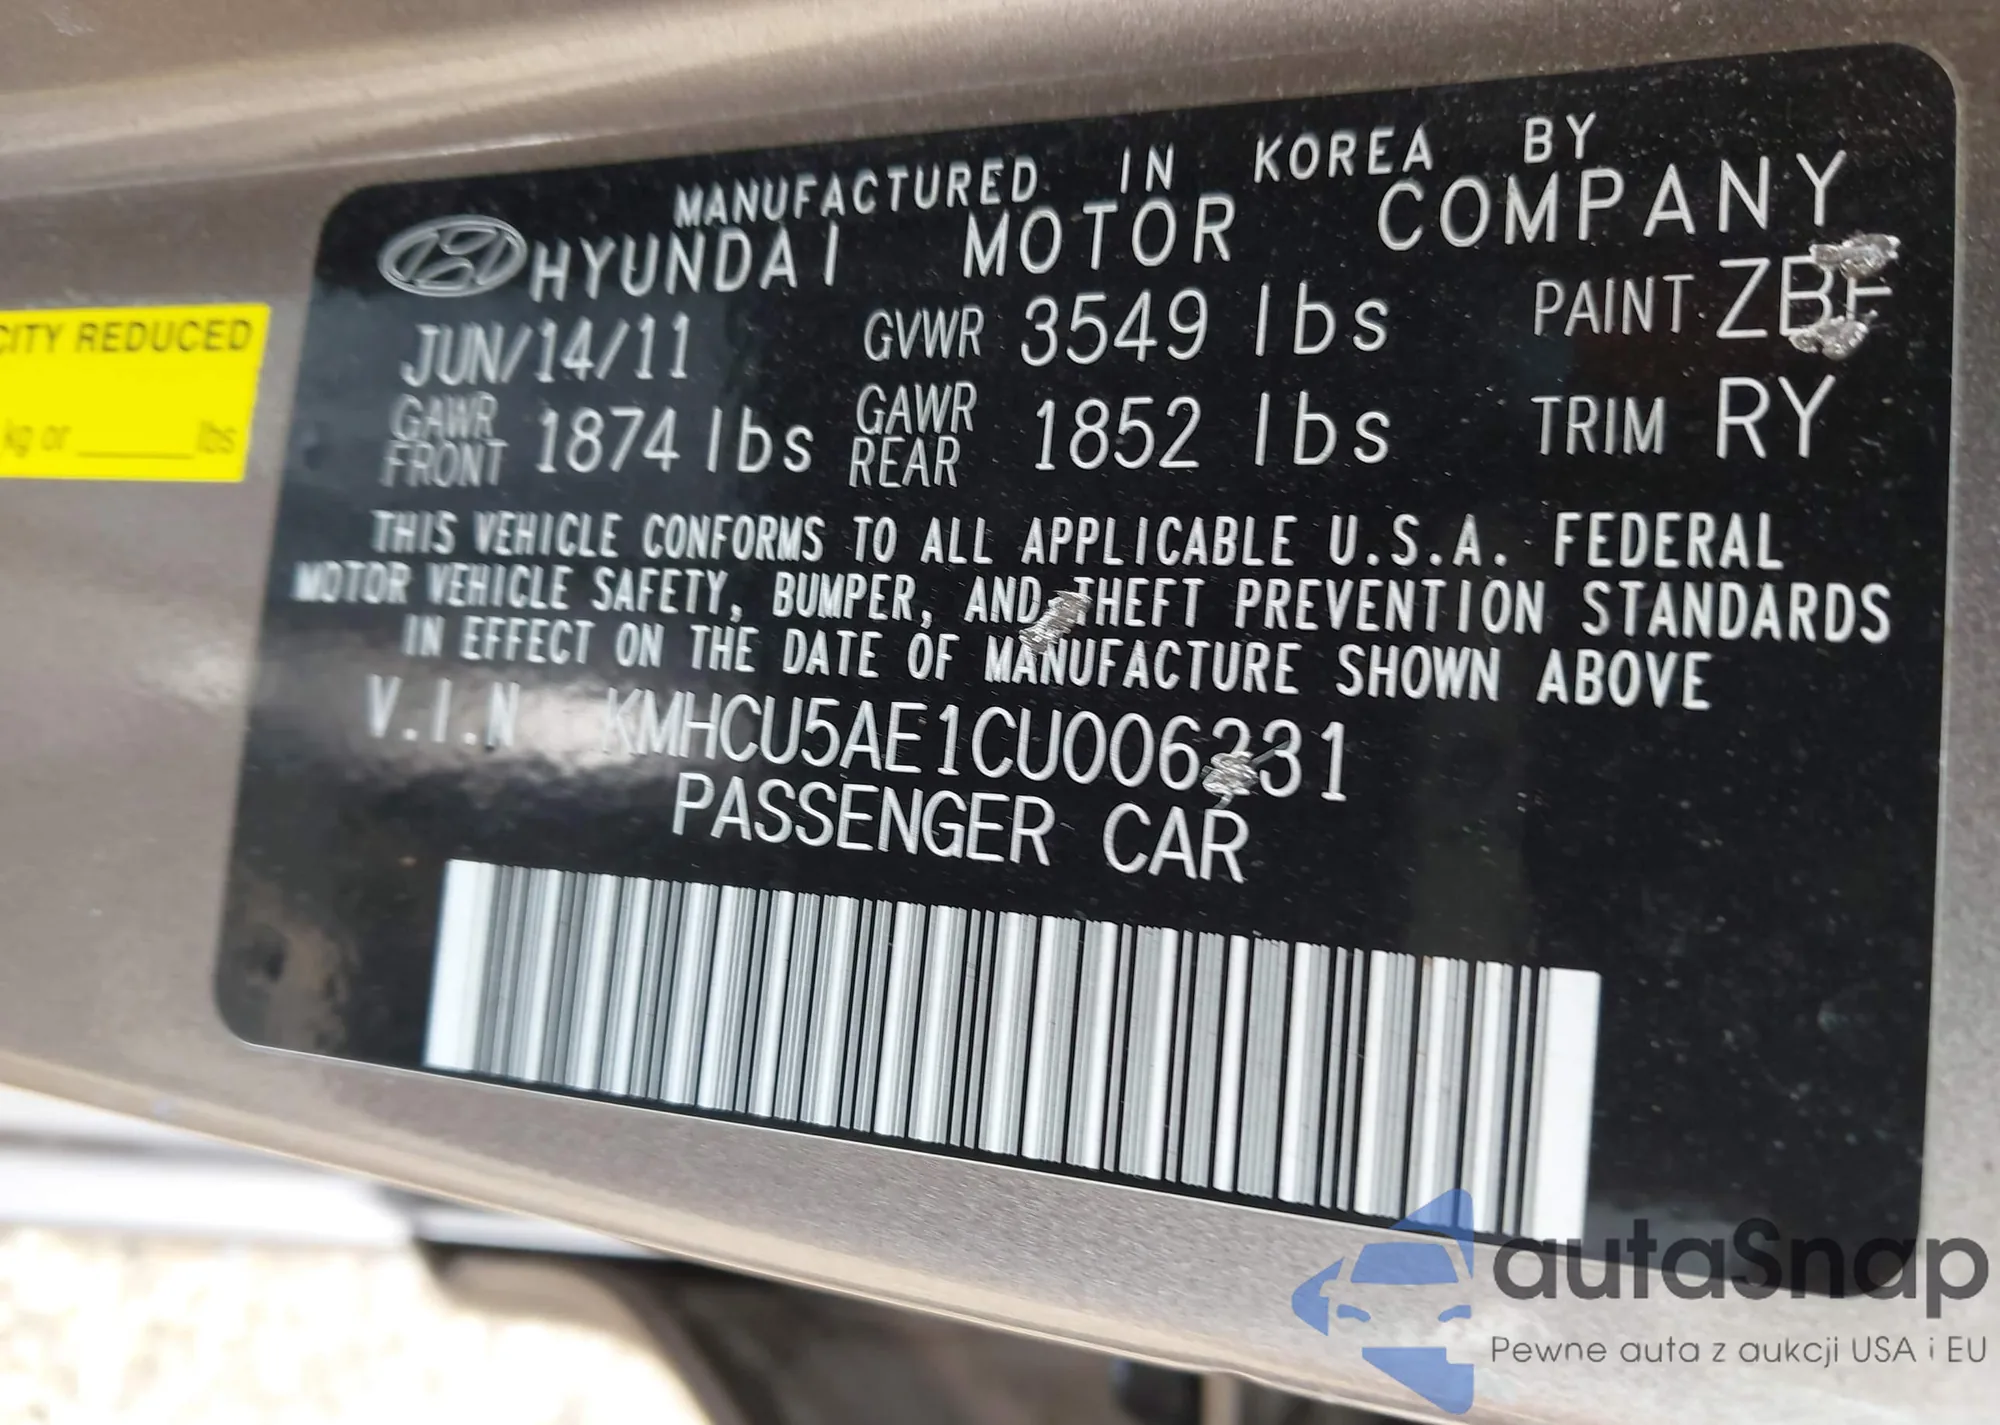 MANUFACTURED IN KOREA BY
HYUNDAI MOTOR COMPANY
JUN/14/11 GVWR 3549 lbs PAINT
GAWR FRONT 1874 lbs GAWR REAR 1852 lbs TRIM RY
THIS VEHICLE CONFORMS TO ALL APPLICABLE U.S.A. FEDERAL
MOTOR VEHICLE SAFETY, BUMPER, AND THEFT PREVENTION STANDARDS
IN EFFECT ON THE DATE OF MANUFACTURE SHOWN ABOVE
V.I.N
PASSENGER CAR
REDUCED
kg or ______ lbs
autaSnap
Pewne auta z aukcji USA i EU